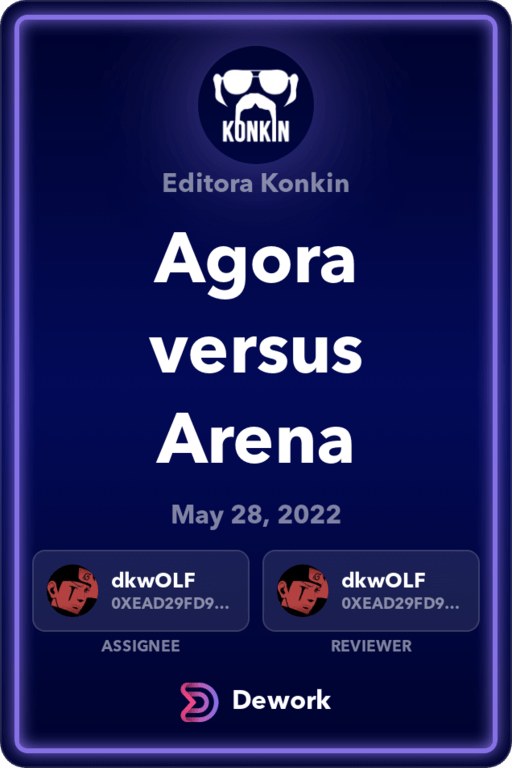 KONKIN
Editora Konkin
Agora
versus
Arena
May 28, 2022
dkwOLF
0XEAD29FD9...
dkwOLF
0XEAD29FD9...
ASSIGNEE
REVIEWER
Dework